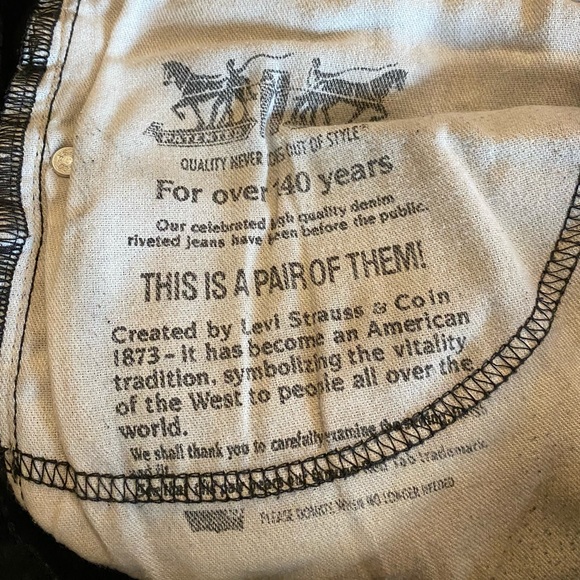 QUALITY NEVER OUT OF STYLE
For over 140 years
Our celebrated high quality denim
riveted jeans have been before the public.
THIS IS A PAIR OF THEM!
Created by Levi Strauss & Co in
1873 - it has become an American
tradition, symbolizing the vitality
of the West to people all over the
world.
We shall thank you to carefully examine the
and fit.
trademark.
PLEASE DONATE WHEN NO LONGER NEEDED